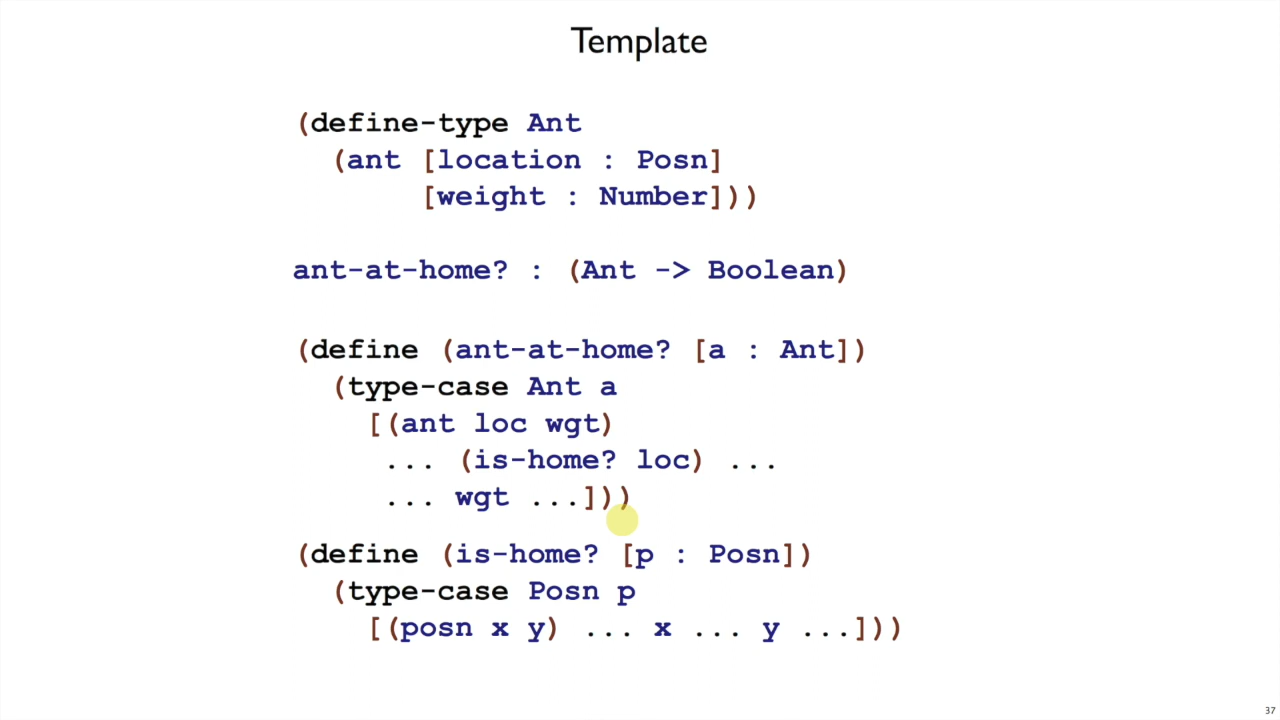 Template
(define-type Ant
(ant [location : Posn]
[weight : Number]))
ant-at-home? : (Ant -> Boolean)
(define (ant-at-home? [a : Ant])
(type-case Ant a
[(ant loc wgt)
... (is-home? loc) ...
... wgt ...]))
(define (is-home? [p : Posn])
(type-case Posn p
[(posn x y) ... x ... y ...]))
37